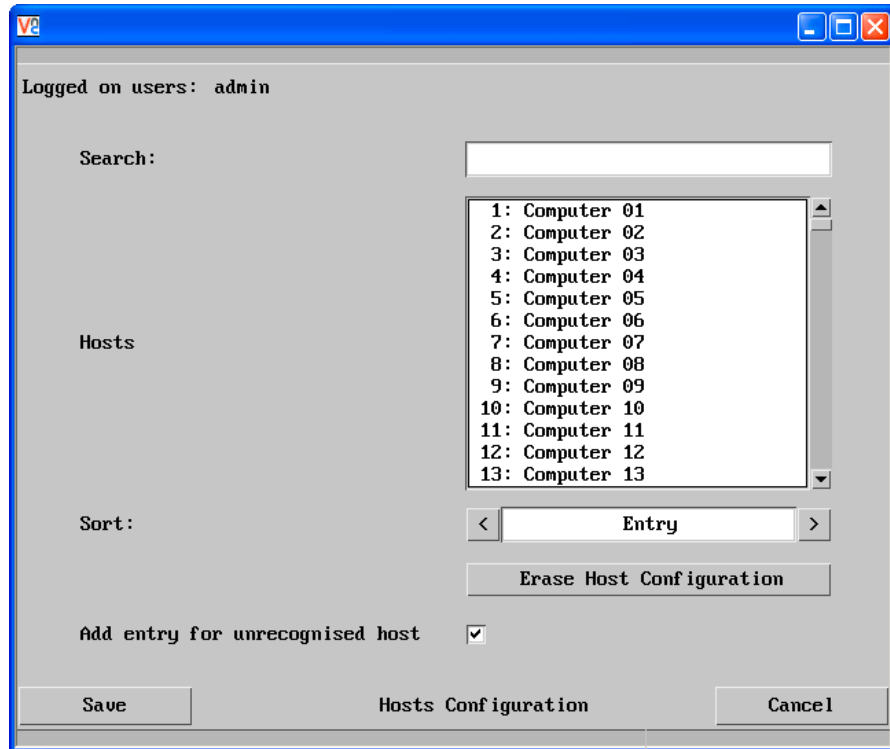 Logged on users: admin
Search:
Hosts
1: Computer 01
2: Computer 02
3: Computer 03
4: Computer 04
5: Computer 05
6: Computer 06
7: Computer 07
8: Computer 08
9: Computer 09
10: Computer 10
11: Computer 11
12: Computer 12
13: Computer 13
Sort: < Entry >
Erase Host Configuration
Add entry for unrecognised host
Save Hosts Configuration Cancel